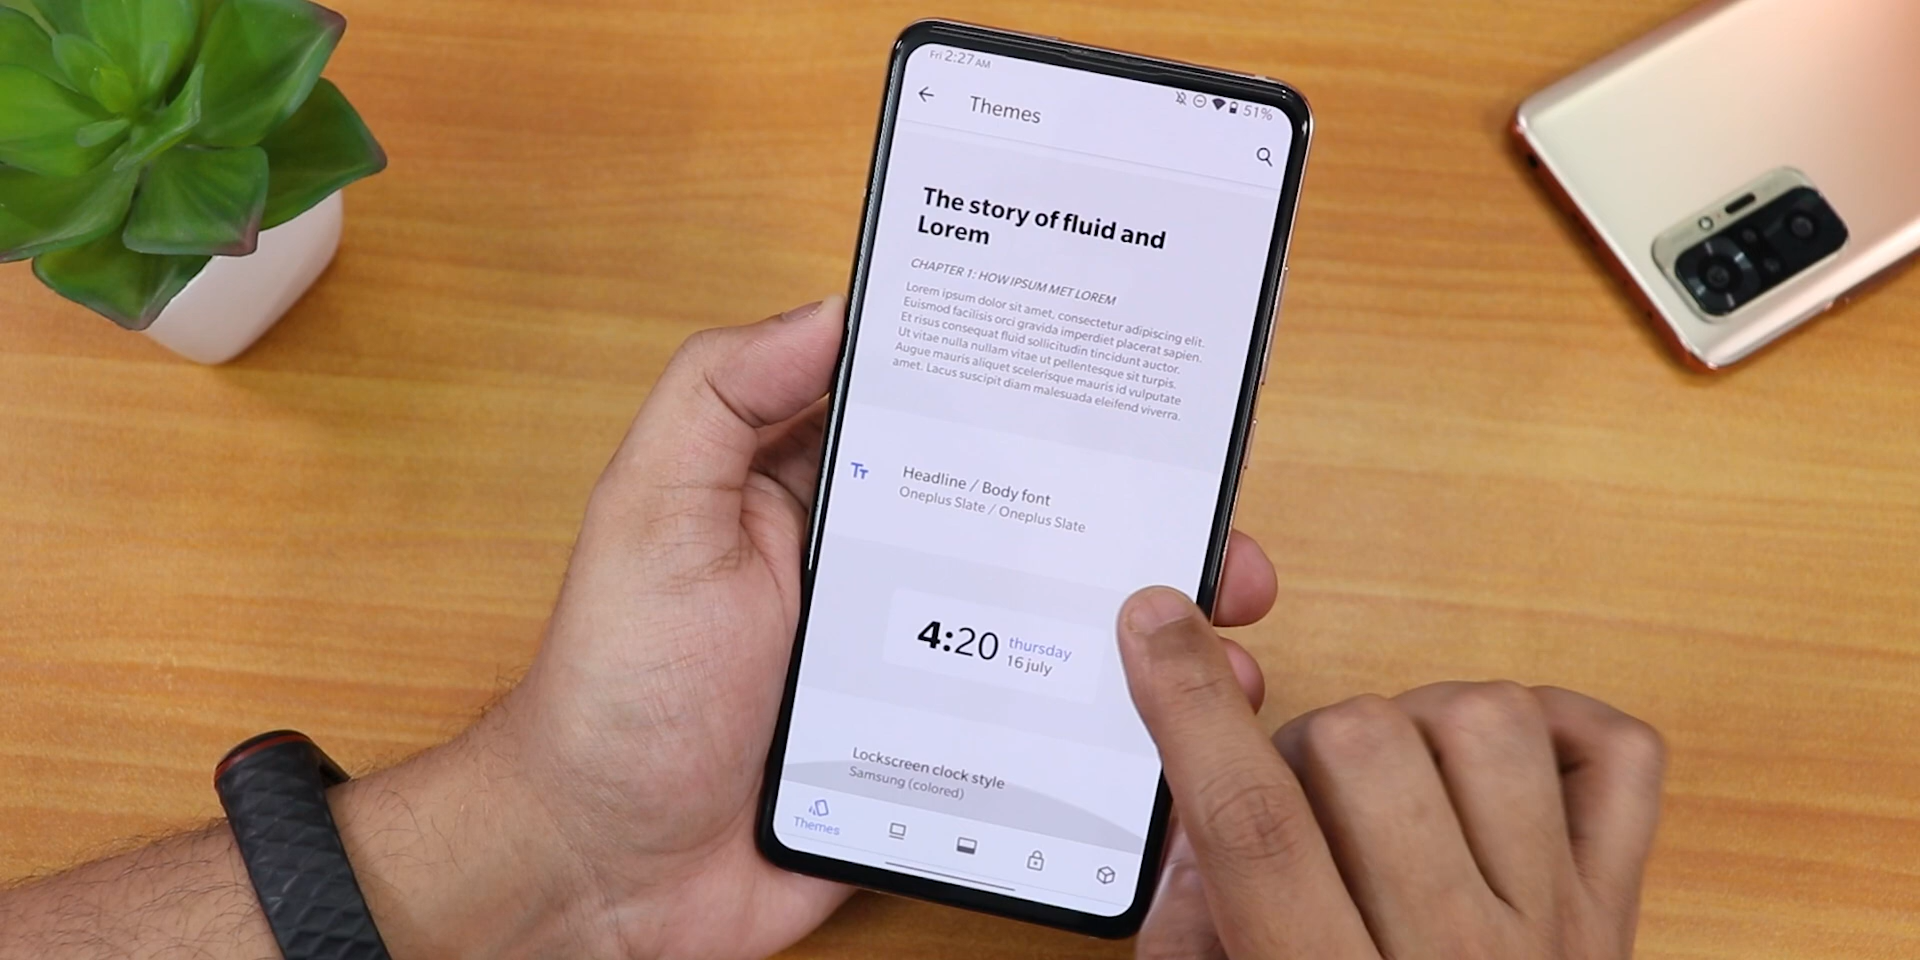 Fri 2:27 AM
51%
Themes
The story of fluid and
Lorem
CHAPTER 1: HOW IPSUM MET LOREM
Lorem ipsum dolor sit amet, consectetur adipiscing elit.
Euismod facilisis orci gravida imperdiet placerat sapien.
Et risus consequat fluid sollicitudin tincidunt auctor.
Ut vitae nulla nullam vitae ut pellentesque sit turpis.
Augue mauris aliquet scelerisque mauris id vulputate
amet. Lacus suscipit diam malesuada eleifend viverra.
Tт
Headline / Body font
Oneplus Slate / Oneplus Slate
4:20 thursday
16 july
Lockscreen clock style
Samsung (colored)
Themes